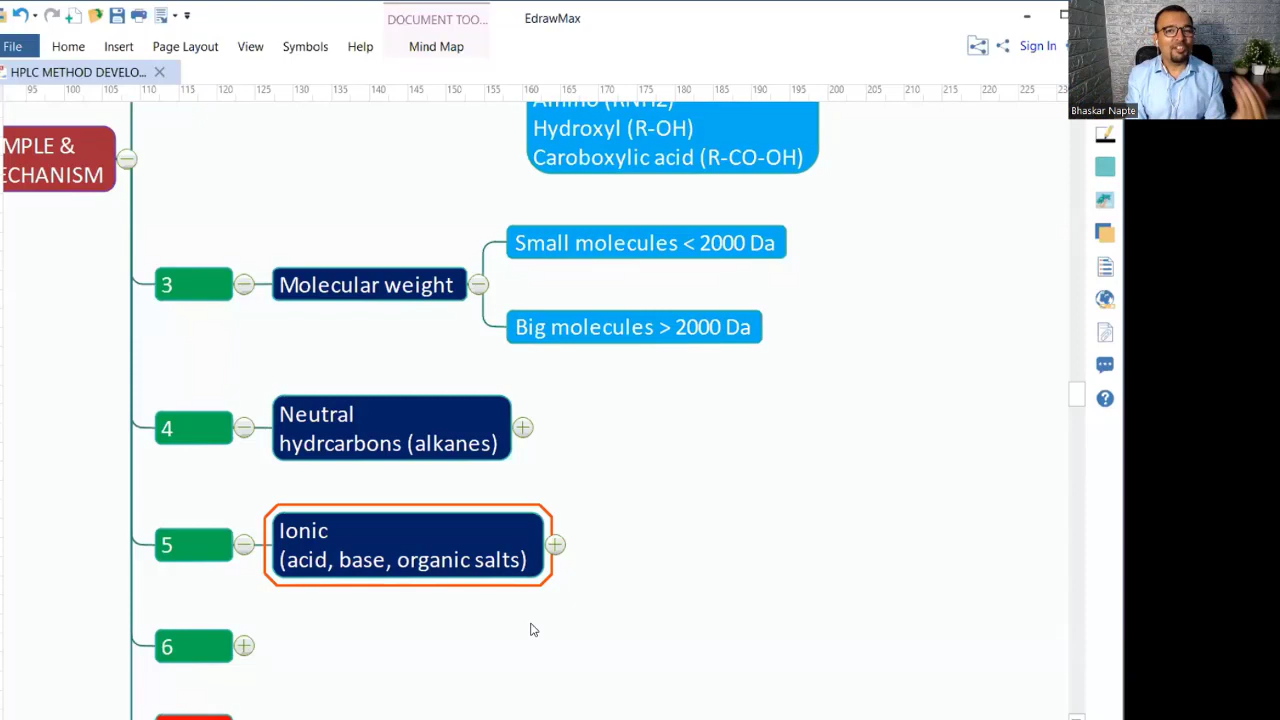 DOCUMENT TOO...
EdrawMax
File
Home
Insert
Page Layout
View
Symbols
Help
Mind Map
Sign In
HPLC METHOD DEVELO...
95 100 105 110 115 120 125 130 135 140 145 150 155 160 165 170 175 180 185 190 195 200 205 210 215 220 225 23
Bhaskar Napte
MPLE &
ECHANISM
Amino (RNH2)
Hydroxyl (R-OH)
Caroboxylic acid (R-CO-OH)
3
Molecular weight
Small molecules < 2000 Da
Big molecules > 2000 Da
4
Neutral
hydrcarbons (alkanes)
5
Ionic
(acid, base, organic salts)
6